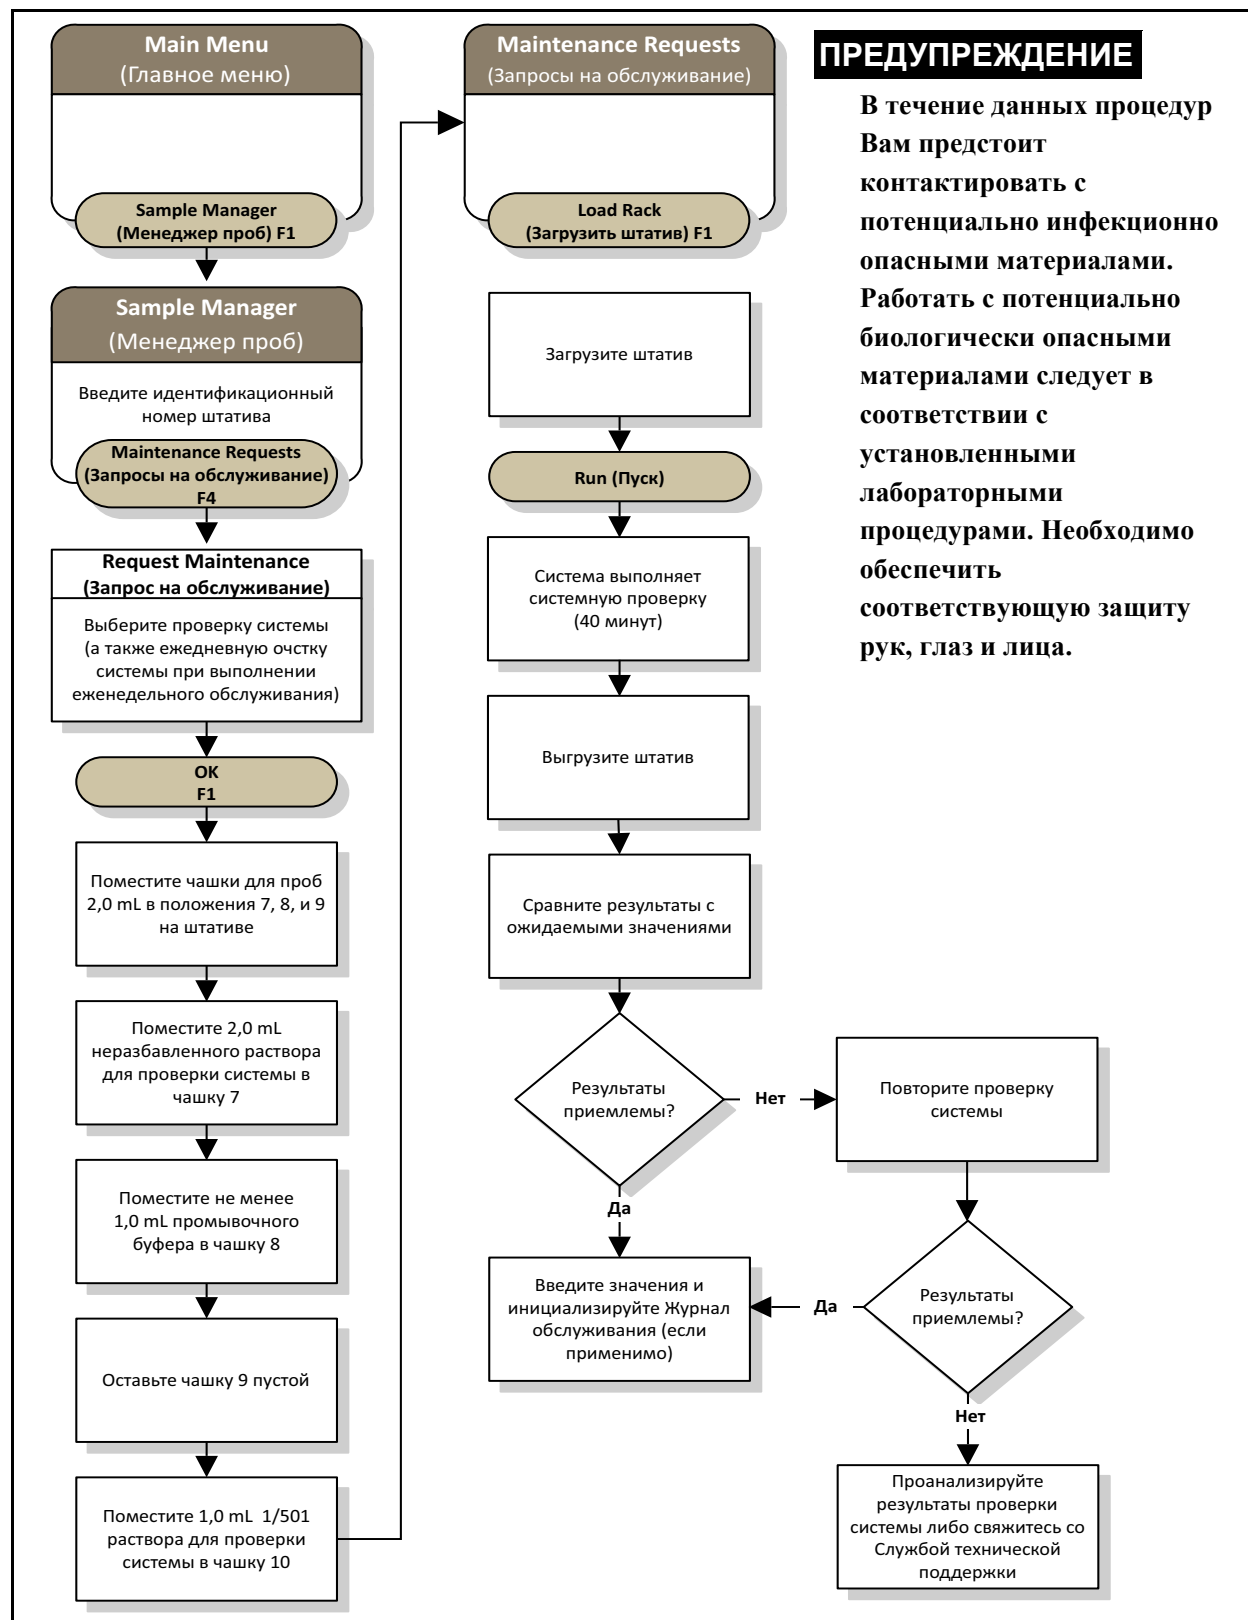 Main Menu
(Главное меню)
Sample Manager
(Менеджер проб) F1
Sample Manager
(Менеджер проб)
Введите идентификационный
номер штатива
Maintenance Requests
(Запросы на обслуживание)
F4
Request Maintenance
(Запрос на обслуживание)
Выберите проверку системы
(а также ежедневную очстку
системы при выполнении
еженедельного обслуживания)
OK
F1
Поместите чашки для проб
2,0 mL в положения 7, 8, и 9
на штативе
Поместите 2,0 mL
неразбавленного раствора
для проверки системы в
чашку 7
Поместите не менее
1,0 mL промывочного
буфера в чашку 8
Оставьте чашку 9 пустой
Поместите 1,0 mL 1/501
раствора для проверки
системы в чашку 10
Maintenance Requests
(Запросы на обслуживание)
Load Rack
(Загрузить штатив) F1
Загрузите штатив
Run (Пуск)
Система выполняет
системную проверку
(40 минут)
Выгрузите штатив
Сравните результаты с
ожидаемыми значениями
Результаты
приемлемы?
Нет
Да
Введите значения и
инициализируйте Журнал
обслуживания (если
применимо)
Повторите проверку
системы
Результаты
приемлемы?
Да
Нет
Проанализируйте
результаты проверки
системы либо свяжитесь со
Службой технической
поддержки
ПРЕДУПРЕЖДЕНИЕ
В течение данных процедур
Вам предстоит
контактировать с
потенциально инфекционно
опасными материалами.
Работать с потенциально
биологически опасными
материалами следует в
соответствии с
установленными
лабораторными
процедурами. Необходимо
обеспечить
соответствующую защиту
рук, глаз и лица.